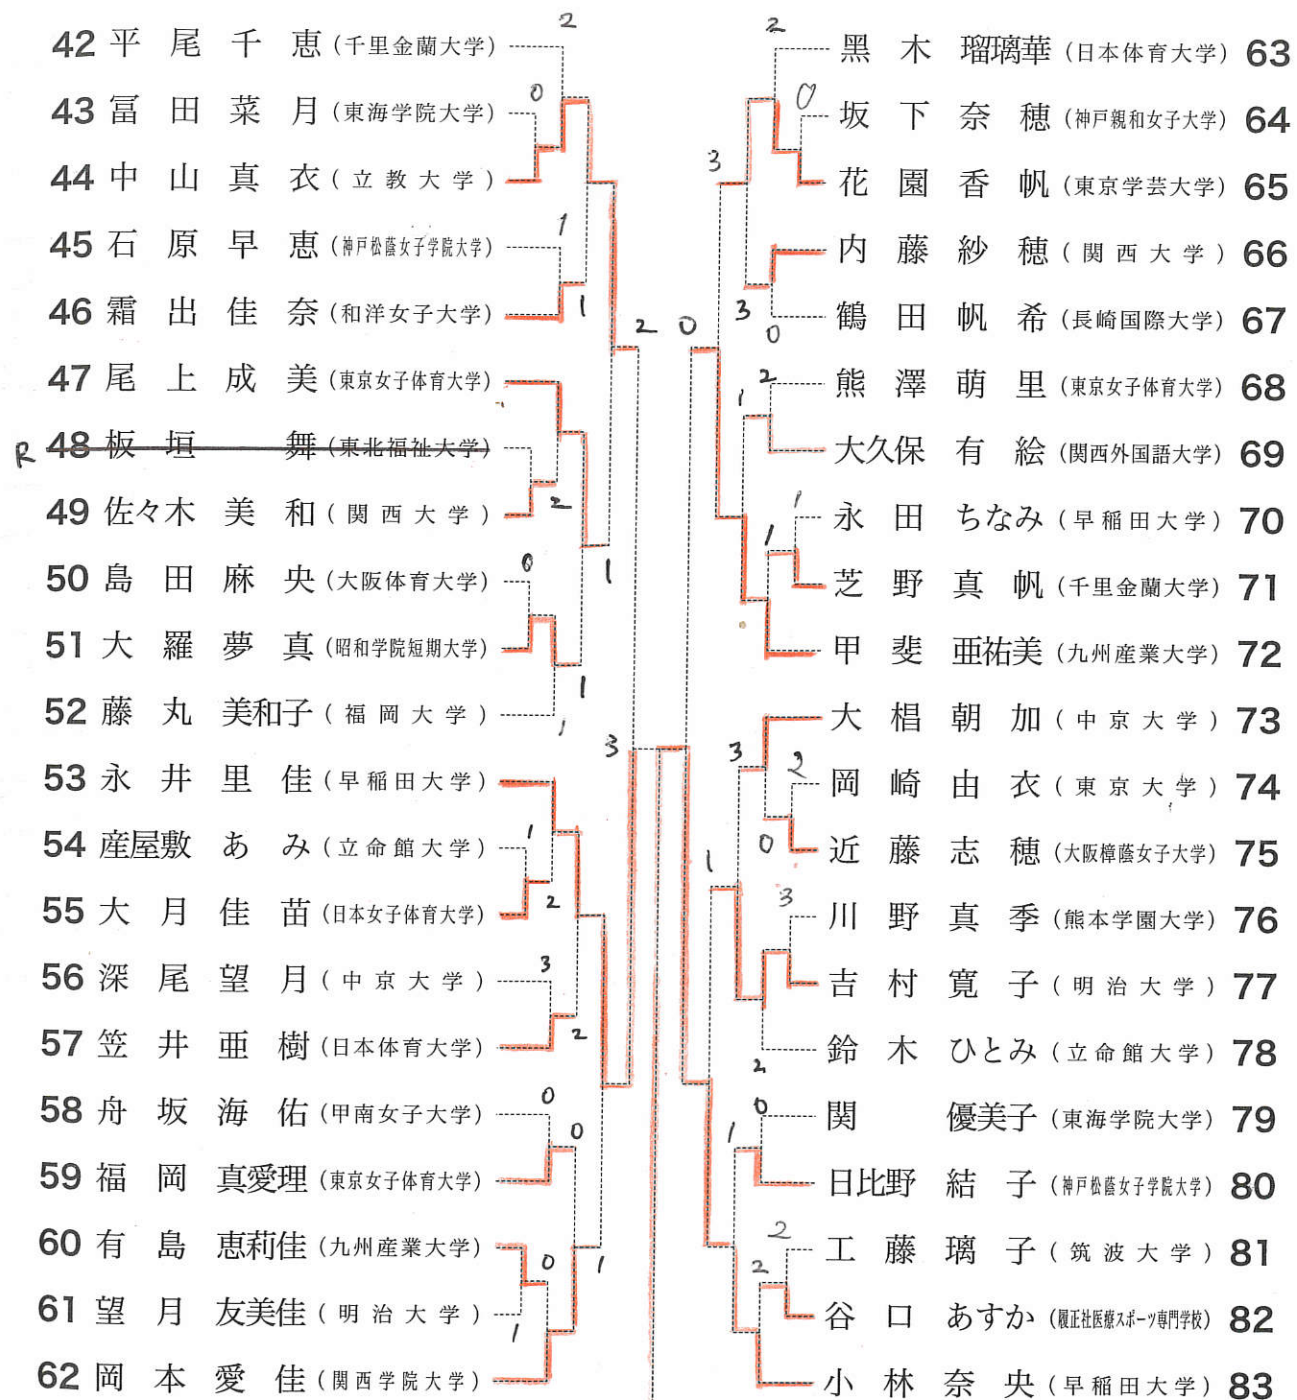 42 平尾千恵 (千里金蘭大学)
43 冨田菜月 (東海学院大学)
44 中山真衣 (立教大学)
45 石原早恵 (神戸松蔭女子学院大学)
46 霜出佳奈 (和洋女子大学)
47 尾上成美 (東京女子体育大学)
R 48 板垣舞 (東北福祉大学)
49 佐々木美和 (関西大学)
50 島田麻央 (大阪体育大学)
51 大羅夢真 (昭和学院短期大学)
52 藤丸美和子 (福岡大学)
53 永井里佳 (早稲田大学)
54 産屋敷あみ (立命館大学)
55 大月佳苗 (日本女子体育大学)
56 深尾望月 (中京大学)
57 笠井亜樹 (日本体育大学)
58 舟坂海佑 (甲南女子大学)
59 福岡真愛理 (東京女子体育大学)
60 有島恵莉佳 (九州産業大学)
61 望月友美佳 (明治大学)
62 岡本愛佳 (関西学院大学)
2
0
1
1
2
2
0
1
1
1
3
1
2
3
2
0
0
0
1
1
黒木瑠璃華 (日本体育大学) 63
坂下奈穂 (神戸親和女子大学) 64
花園香帆 (東京学芸大学) 65
内藤紗穂 (関西大学) 66
鶴田帆希 (長崎国際大学) 67
熊澤萌里 (東京女子体育大学) 68
大久保有絵 (関西外国語大学) 69
永田ちなみ (早稲田大学) 70
芝野真帆 (千里金蘭大学) 71
甲斐亜祐美 (九州産業大学) 72
大椙朝加 (中京大学) 73
岡崎由衣 (東京大学) 74
近藤志穂 (大阪樟蔭女子大学) 75
川野真季 (熊本学園大学) 76
吉村寛子 (明治大学) 77
鈴木ひとみ (立命館大学) 78
関優美子 (東海学院大学) 79
日比野結子 (神戸松蔭女子学院大学) 80
工藤璃子 (筑波大学) 81
谷口あすか (履正社医療スポーツ専門学校) 82
小林奈央 (早稲田大学) 83
2
0
3
3
0
0
2
1
1
1
3
2
0
1
3
2
0
1
2
2